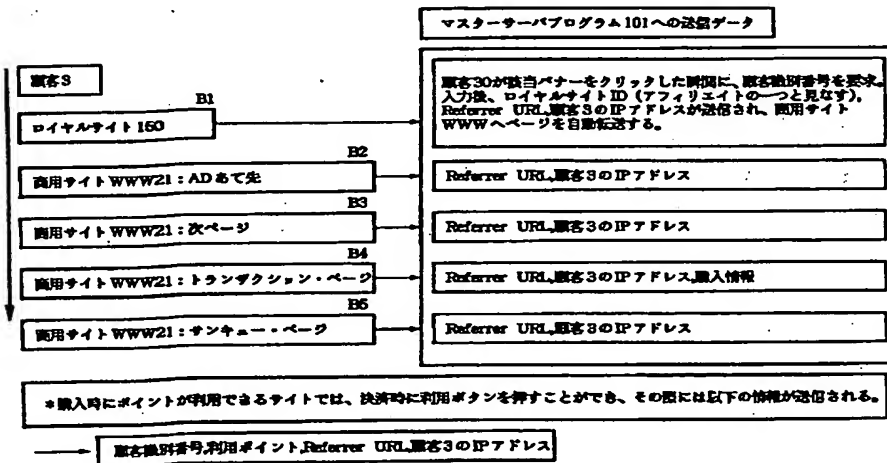 マスターサーバプログラム101への送信データ
顧客3
B1
ロイヤルサイト150
顧客30が該当バナーをクリックした瞬間に、顧客識別番号を要求。
入力後、ロイヤルサイトID(アフィリエイトの一つと見なす),
Referrer URL,顧客3のIPアドレスが送信され、商用サイト
WWWへページを自動転送する。
B2
商用サイトWWW21:ADあて先
Referrer URL,顧客3のIPアドレス
B3
商用サイトWWW21:次ページ
Referrer URL,顧客3のIPアドレス
B4
商用サイトWWW21:トランザクション・ページ
Referrer URL,顧客3のIPアドレス,購入情報
B5
商用サイトWWW21:サンキュー・ページ
Referrer URL,顧客3のIPアドレス
*購入時にポイントが利用できるサイトでは、決済時に利用ボタンを押すことができ、その際には以下の情報が送信される。
顧客識別番号,利用ポイント,Referrer URL,顧客3のIPアドレス